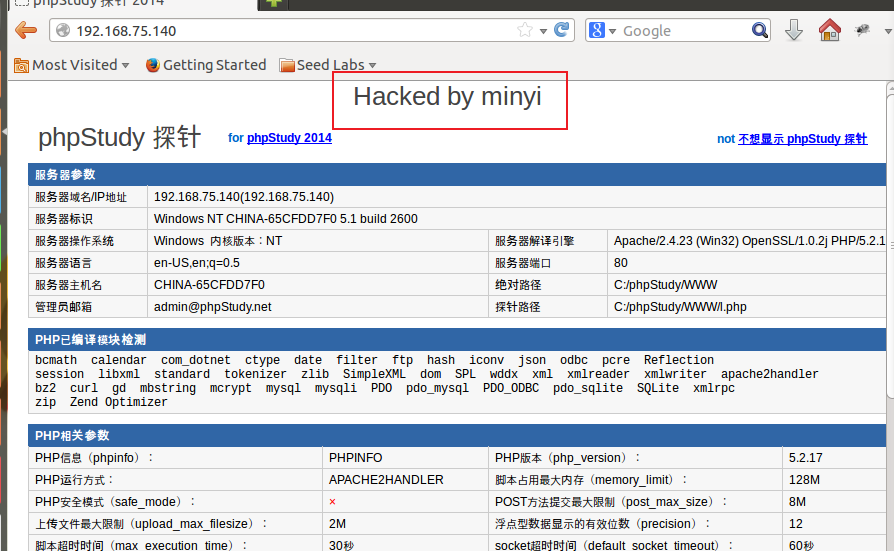 phpStudy 探针 2014
192.168.75.140
Google
Most Visited
Getting Started
Seed Labs
Hacked by minyi
phpStudy 探针
for phpStudy 2014
not 不想显示 phpStudy 探针
服务器参数
服务器域名/IP地址 192.168.75.140(192.168.75.140)
服务器标识 Windows NT CHINA-65CFDD7F0 5.1 build 2600
服务器操作系统 Windows 内核版本：NT 服务器解译引擎 Apache/2.4.23 (Win32) OpenSSL/1.0.2j PHP/5.2.1
服务器语言 en-US,en;q=0.5 服务器端口 80
服务器主机名 CHINA-65CFDD7F0 绝对路径 C:/phpStudy/WWW
管理员邮箱 admin@phpStudy.net 探针路径 C:/phpStudy/WWW/l.php
PHP已编译模块检测
bcmath calendar com_dotnet ctype date filter ftp hash iconv json odbc pcre Reflection
session libxml standard tokenizer zlib SimpleXML dom SPL wddx xml xmlreader xmlwriter apache2handler
bz2 curl gd mbstring mcrypt mysql mysqli PDO pdo_mysql PDO_ODBC pdo_sqlite SQLite xmlrpc
zip Zend Optimizer
PHP相关参数
PHP信息（phpinfo）： PHPINFO PHP版本（php_version）： 5.2.17
PHP运行方式： APACHE2HANDLER 脚本占用最大内存（memory_limit）： 128M
PHP安全模式（safe_mode）： × POST方法提交最大限制（post_max_size）： 8M
上传文件最大限制（upload_max_filesize）： 2M 浮点型数据显示的有效位数（precision）： 12
脚本超时时间（max_execution_time）： 30秒 socket超时时间（default_socket_timeout）： 60秒